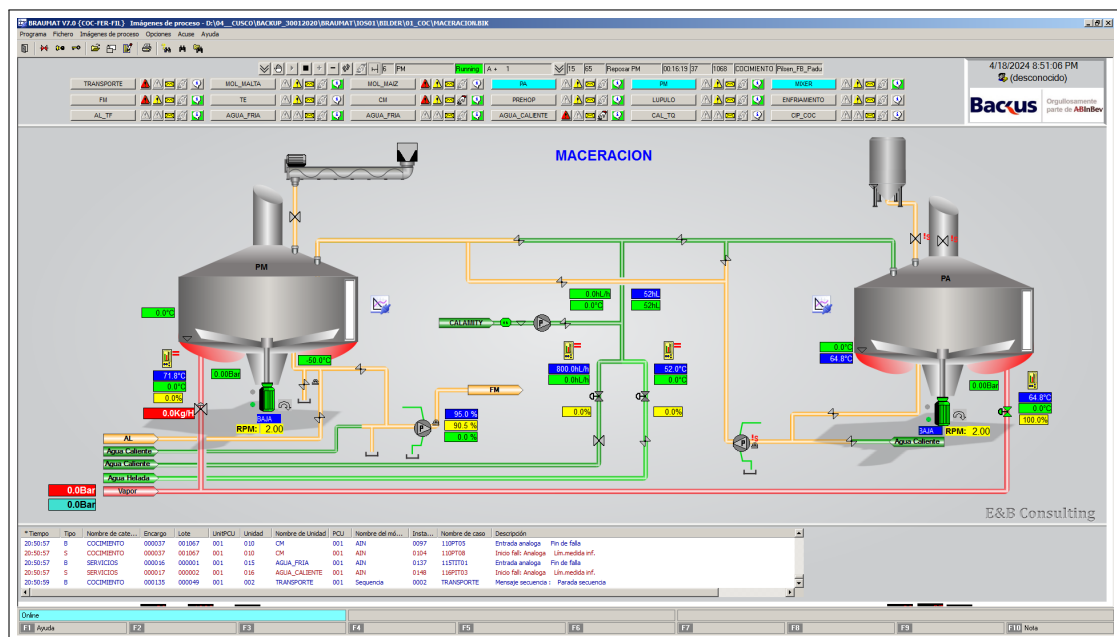 BRAUMAT V7.0 {COC-FER-FIL} Imágenes de proceso - D:\04__CUSCO\BACKUP_30012020\BRAUMAT\IOS01\BILDER\01_COC\MACERACION.BIK
Programa Fichero Imágenes de proceso Opciones Acuse Ayuda
6 PM Running A + 1 15 65 Reposar PM 00:16:19 37 1068 COCIMIENTO Pilsen_FB_Padu
4/18/2024 8:51:06 PM
(desconocido)
TRANSPORTE MOL_MALTA MOL_MAIZ PA PM MIXER
FM TE CM PREHOP LUPULO ENFRIAMIENTO
AL_TF AGUA_FRIA AGUA_FRIA AGUA_CALIENTE CAL_TQ CIP_COC
Backus Orgullosamente parte de ABInBev
MACERACION
PM
PA
0.0°C
-50.0°C
71.8°C
0.0°C
0.0%
0.00Bar
0.0Kg/H
BAJA
RPM: 2.00
CALAMITY
P
0.0hL/h
0.0°C
52hL
52hL
800.0hL/h
0.0hL/h
0.0%
52.0°C
0.0°C
0.0%
FM
95.0 %
90.5 %
0.0 %
P
P
0.0°C
64.8°C
0.00Bar
64.8°C
0.0°C
100.0%
BAJA
RPM: 2.00
Agua Caliente
AL
Agua Caliente
Agua Caliente
Agua Helada
Vapor
0.0Bar
0.0Bar
E&B Consulting
* Tiempo Tipo Nombre de cate... Encargo Lote UnitPCU Unidad Nombre de Unidad PCU Nombre del mó... Insta... Nombre de caso Descripción
20:50:57 B COCIMIENTO 000037 001067 001 010 CM 001 AIN 0097 110PT05 Entrada analoga Fin de falla
20:50:57 S COCIMIENTO 000037 001067 001 010 CM 001 AIN 0104 110PT08 Inicio fall: Analoga Lím.medida inf.
20:50:57 B SERVICIOS 000016 000001 001 015 AGUA_FRIA 001 AIN 0137 115TIT01 Entrada analoga Fin de falla
20:50:57 S SERVICIOS 000017 000002 001 016 AGUA_CALIENTE 001 AIN 0148 116PIT03 Inicio fall: Analoga Lím.medida inf.
20:50:59 B COCIMIENTO 000135 000049 001 002 TRANSPORTE 001 Sequencia 0002 TRANSPORTE Mensaje secuencia : Parada secuencia
Online
F1 Ayuda F2 F3 F4 F5 F6 F7 F8 F9 F10 Nota